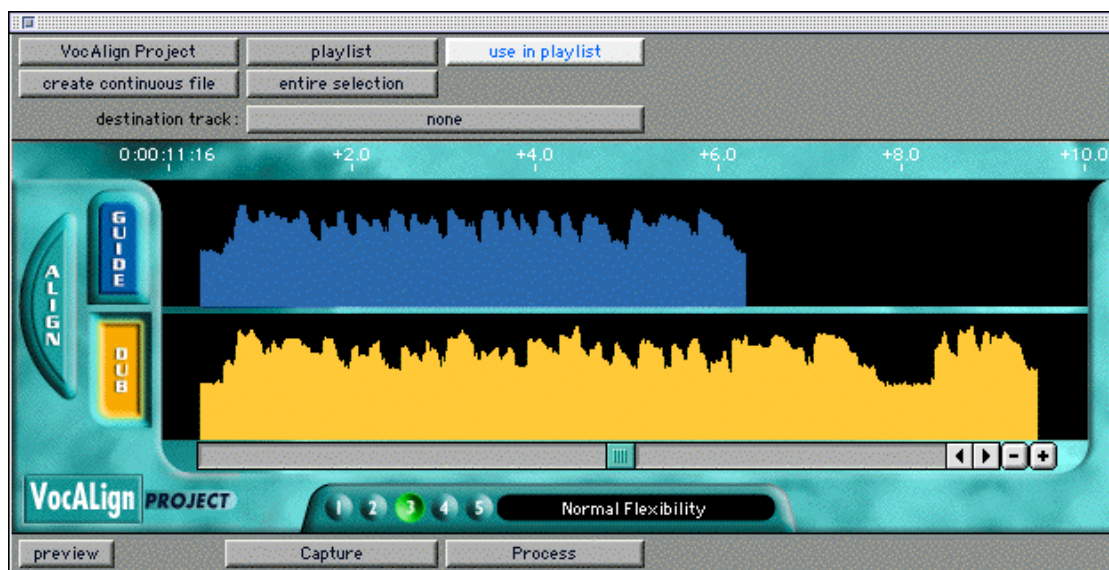 VocAlign Project playlist use in playlist
create continuous file entire selection
destination track: none
0:00:11:16 +2.0 +4.0 +6.0 +8.0 +10.0
ALIGN
GUIDE
DUB
VocALign PROJECT
1 2 3 4 5 Normal Flexibility
preview Capture Process